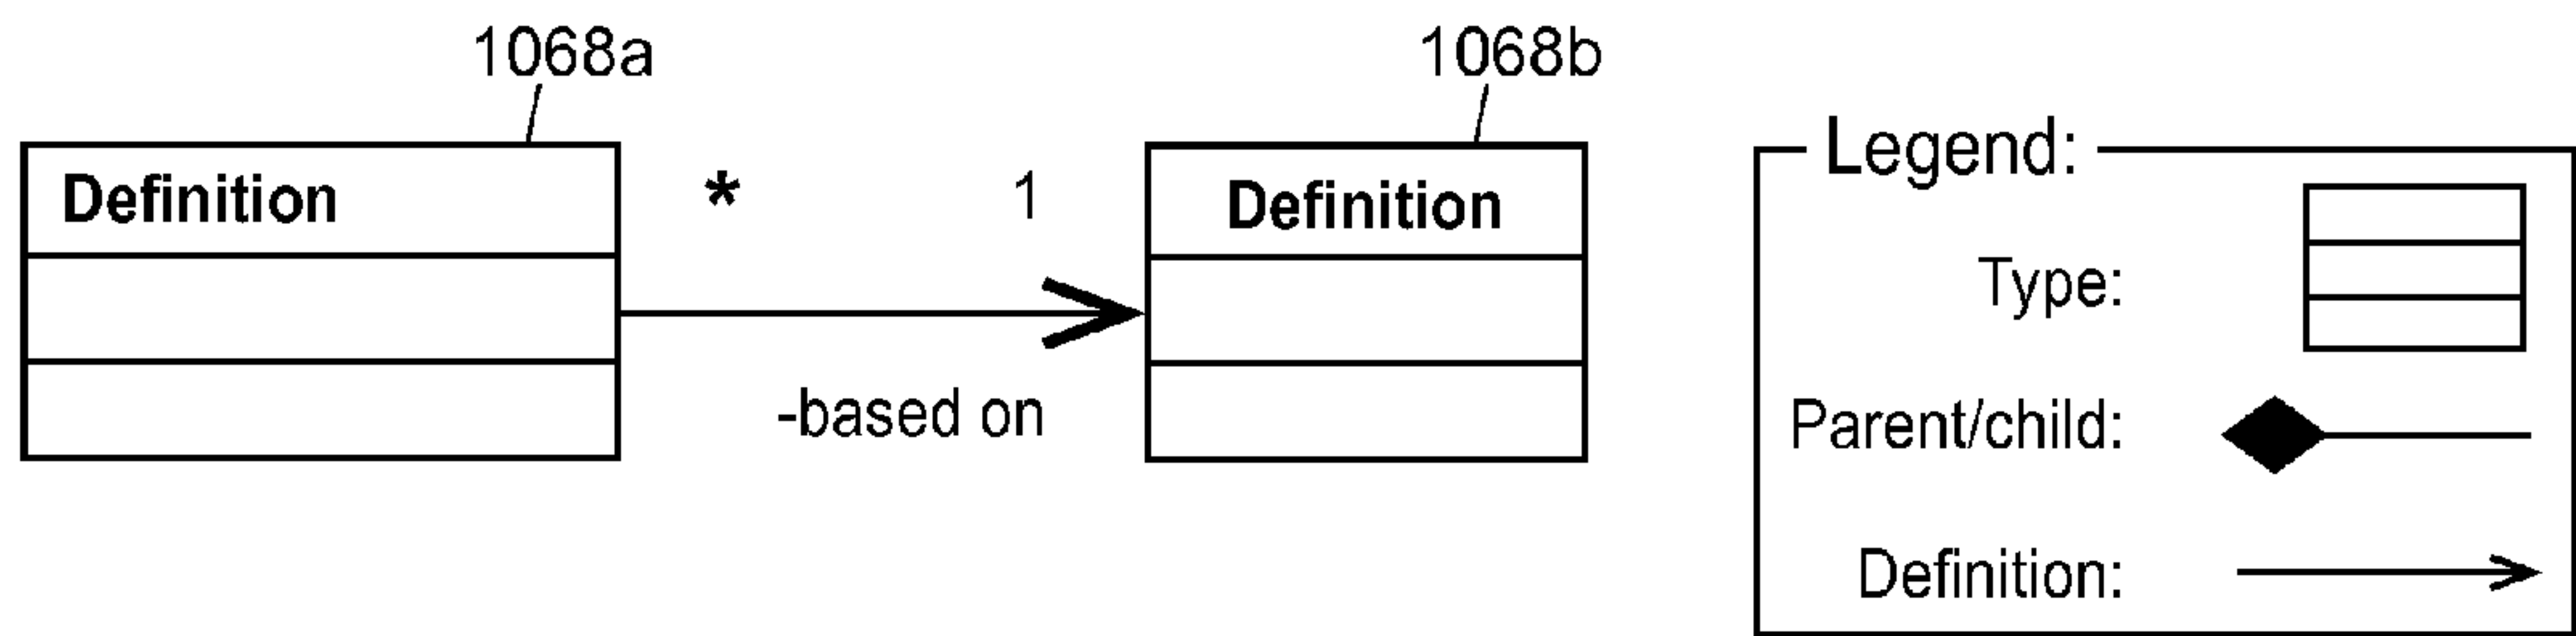 1068a
1068b
Definition
* 1
Definition
-based on
Legend:
Type:
Parent/child:
Definition: